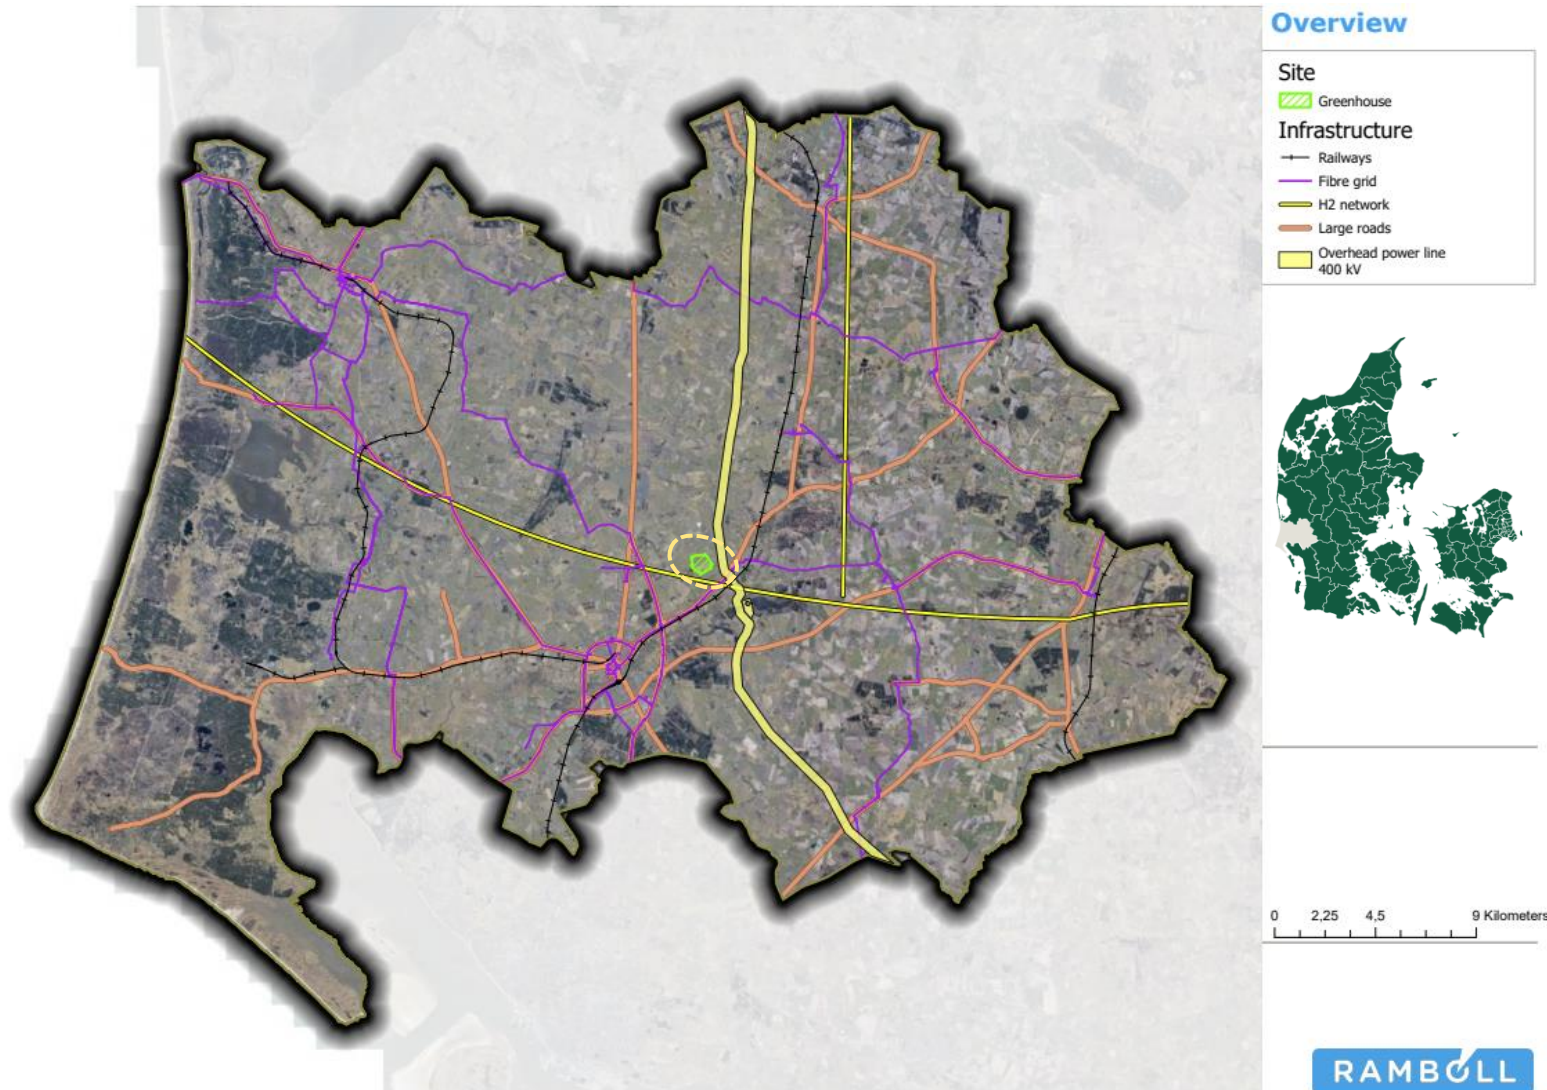 Overview
Site
Greenhouse
Infrastructure
Railways
Fibre grid
H2 network
Large roads
Overhead power line
400 kV
0 2,25 4,5 9 Kilometers
RAMBOLL